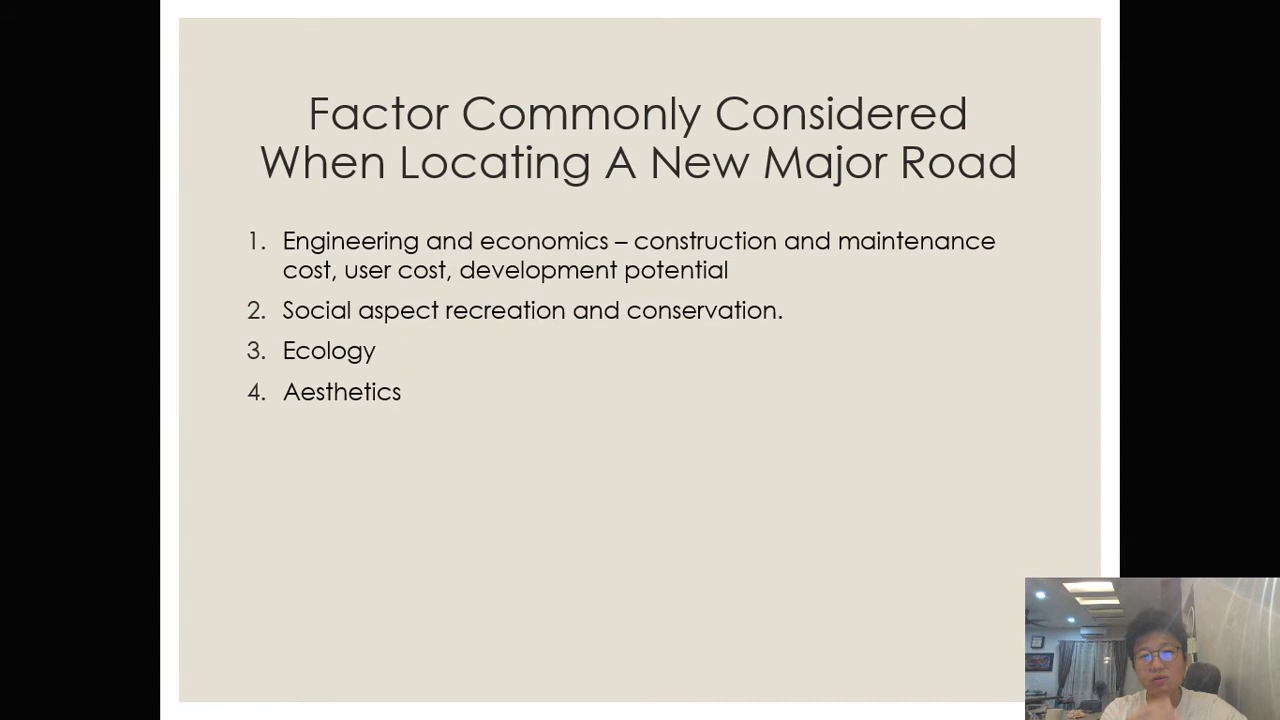 Factor Commonly Considered
When Locating A New Major Road
1. Engineering and economics – construction and maintenance
cost, user cost, development potential
2. Social aspect recreation and conservation.
3. Ecology
4. Aesthetics